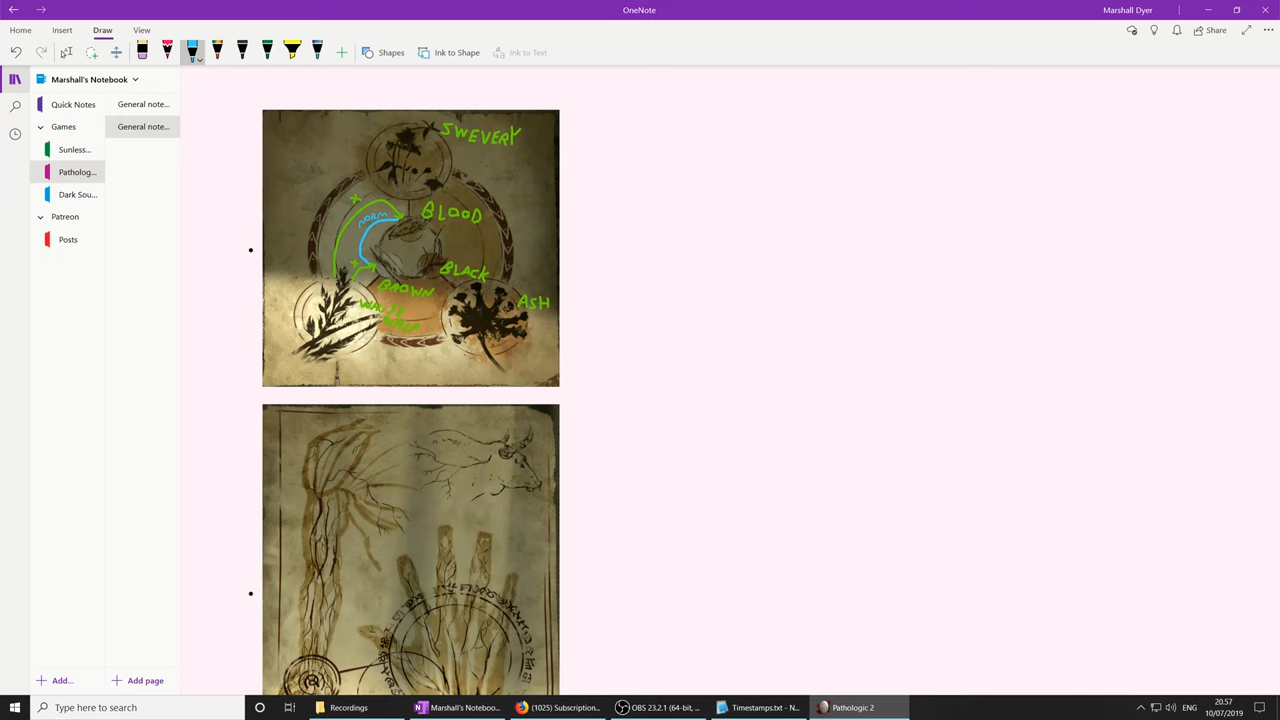 OneNote
Marshall Dyer
Home
Insert
Draw
View
Share
Shapes
Ink to Shape
Ink to Text
Marshall's Notebook
Quick Notes
Games
Sunless...
Patholog...
Dark Sou...
Patreon
Posts
General note...
General note...
SWEVERY
NORM
BLOOD
BLACK
BROWN
ASH
Add...
Add page
Type here to search
Recordings
Marshall's Noteboo...
(1025) Subscription...
OBS 23.2.1 (64-bit, ...
Timestamps.txt - N...
Pathologic 2
ENG
20.57
10/07/2019